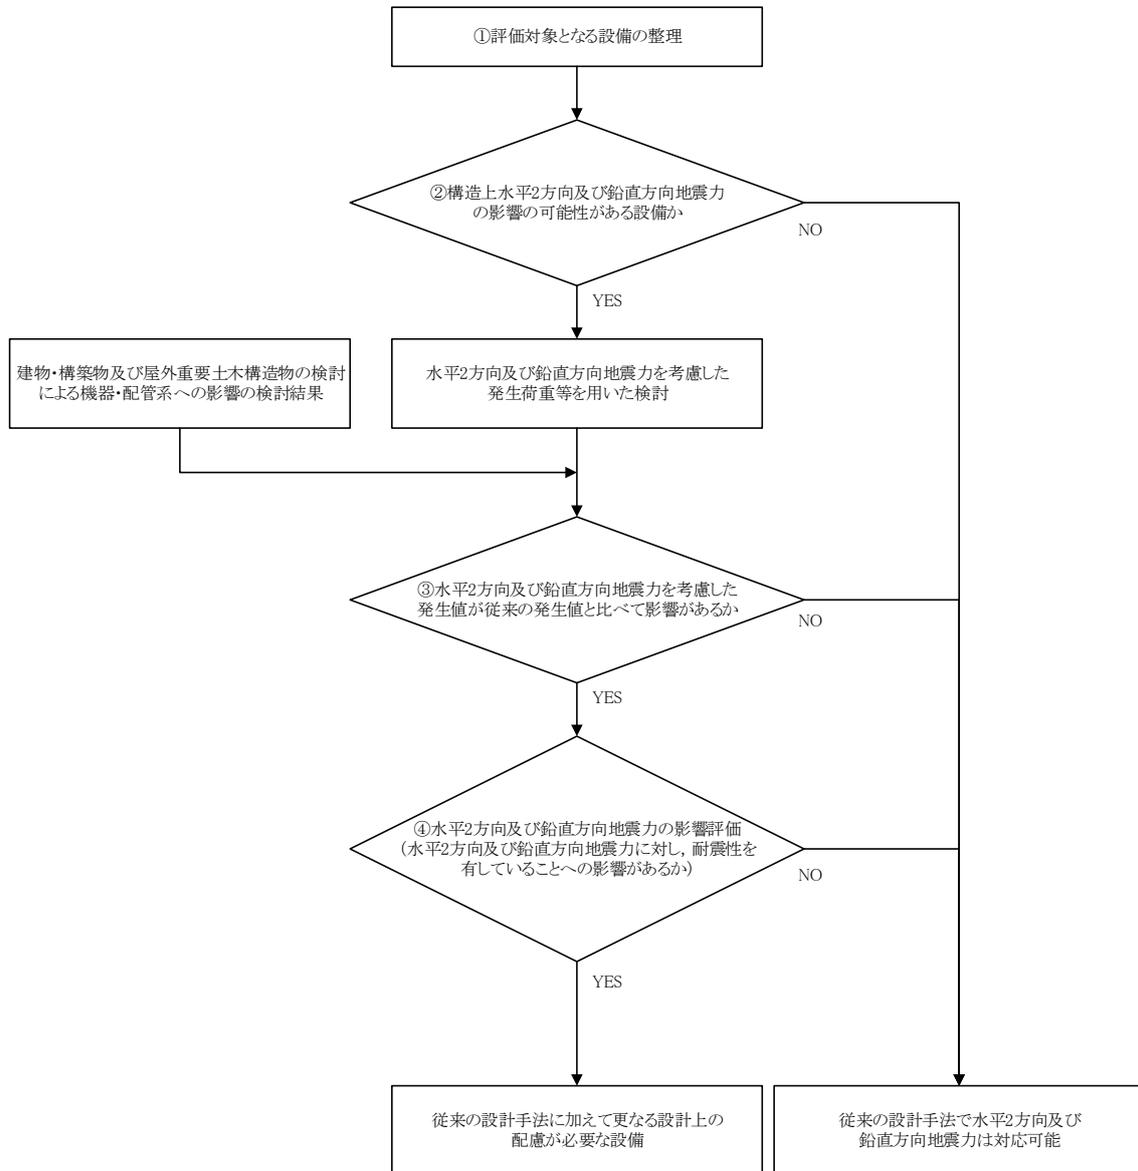 ①評価対象となる設備の整理
②構造上水平2方向及び鉛直方向地震力
の影響の可能性がある設備か
NO
YES
建物・構築物及び屋外重要土木構造物の検討
による機器・配管系への影響の検討結果
水平2方向及び鉛直方向地震力を考慮した
発生荷重等を用いた検討
③水平2方向及び鉛直方向地震力を考慮した
発生値が従来の発生値と比べて影響があるか
NO
YES
④水平2方向及び鉛直方向地震力の影響評価
(水平2方向及び鉛直方向地震力に対し，耐震性を
有していることへの影響があるか)
NO
YES
従来の設計手法に加えて更なる設計上の
配慮が必要な設備
従来の設計手法で水平2方向及び
鉛直方向地震力は対応可能